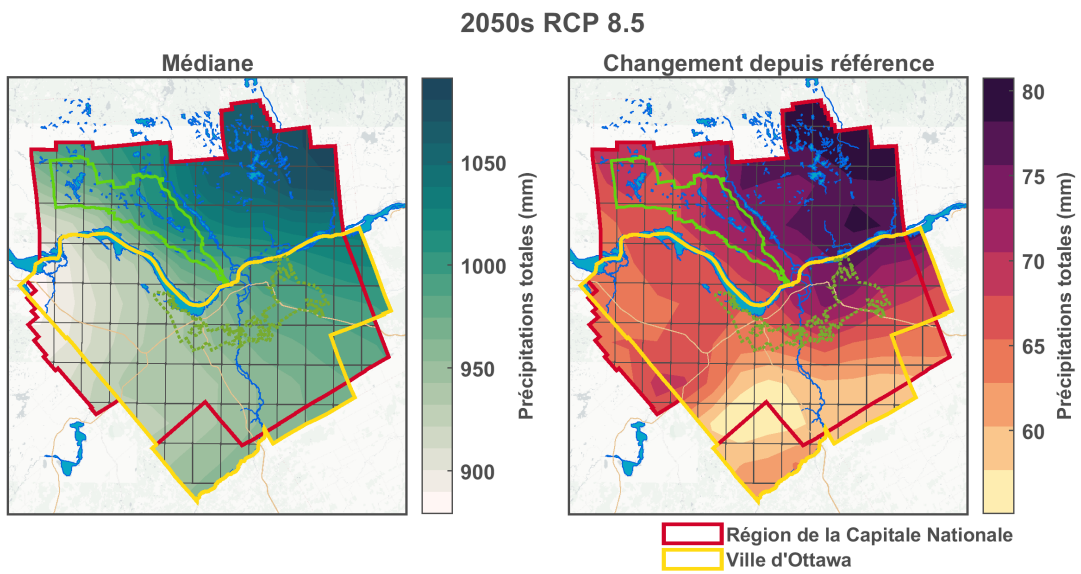 2050s RCP 8.5
Médiane
1050
1000
950
900
Précipitations totales (mm)
Changement depuis référence
80
75
70
65
60
Précipitations totales (mm)
Région de la Capitale Nationale
Ville d'Ottawa